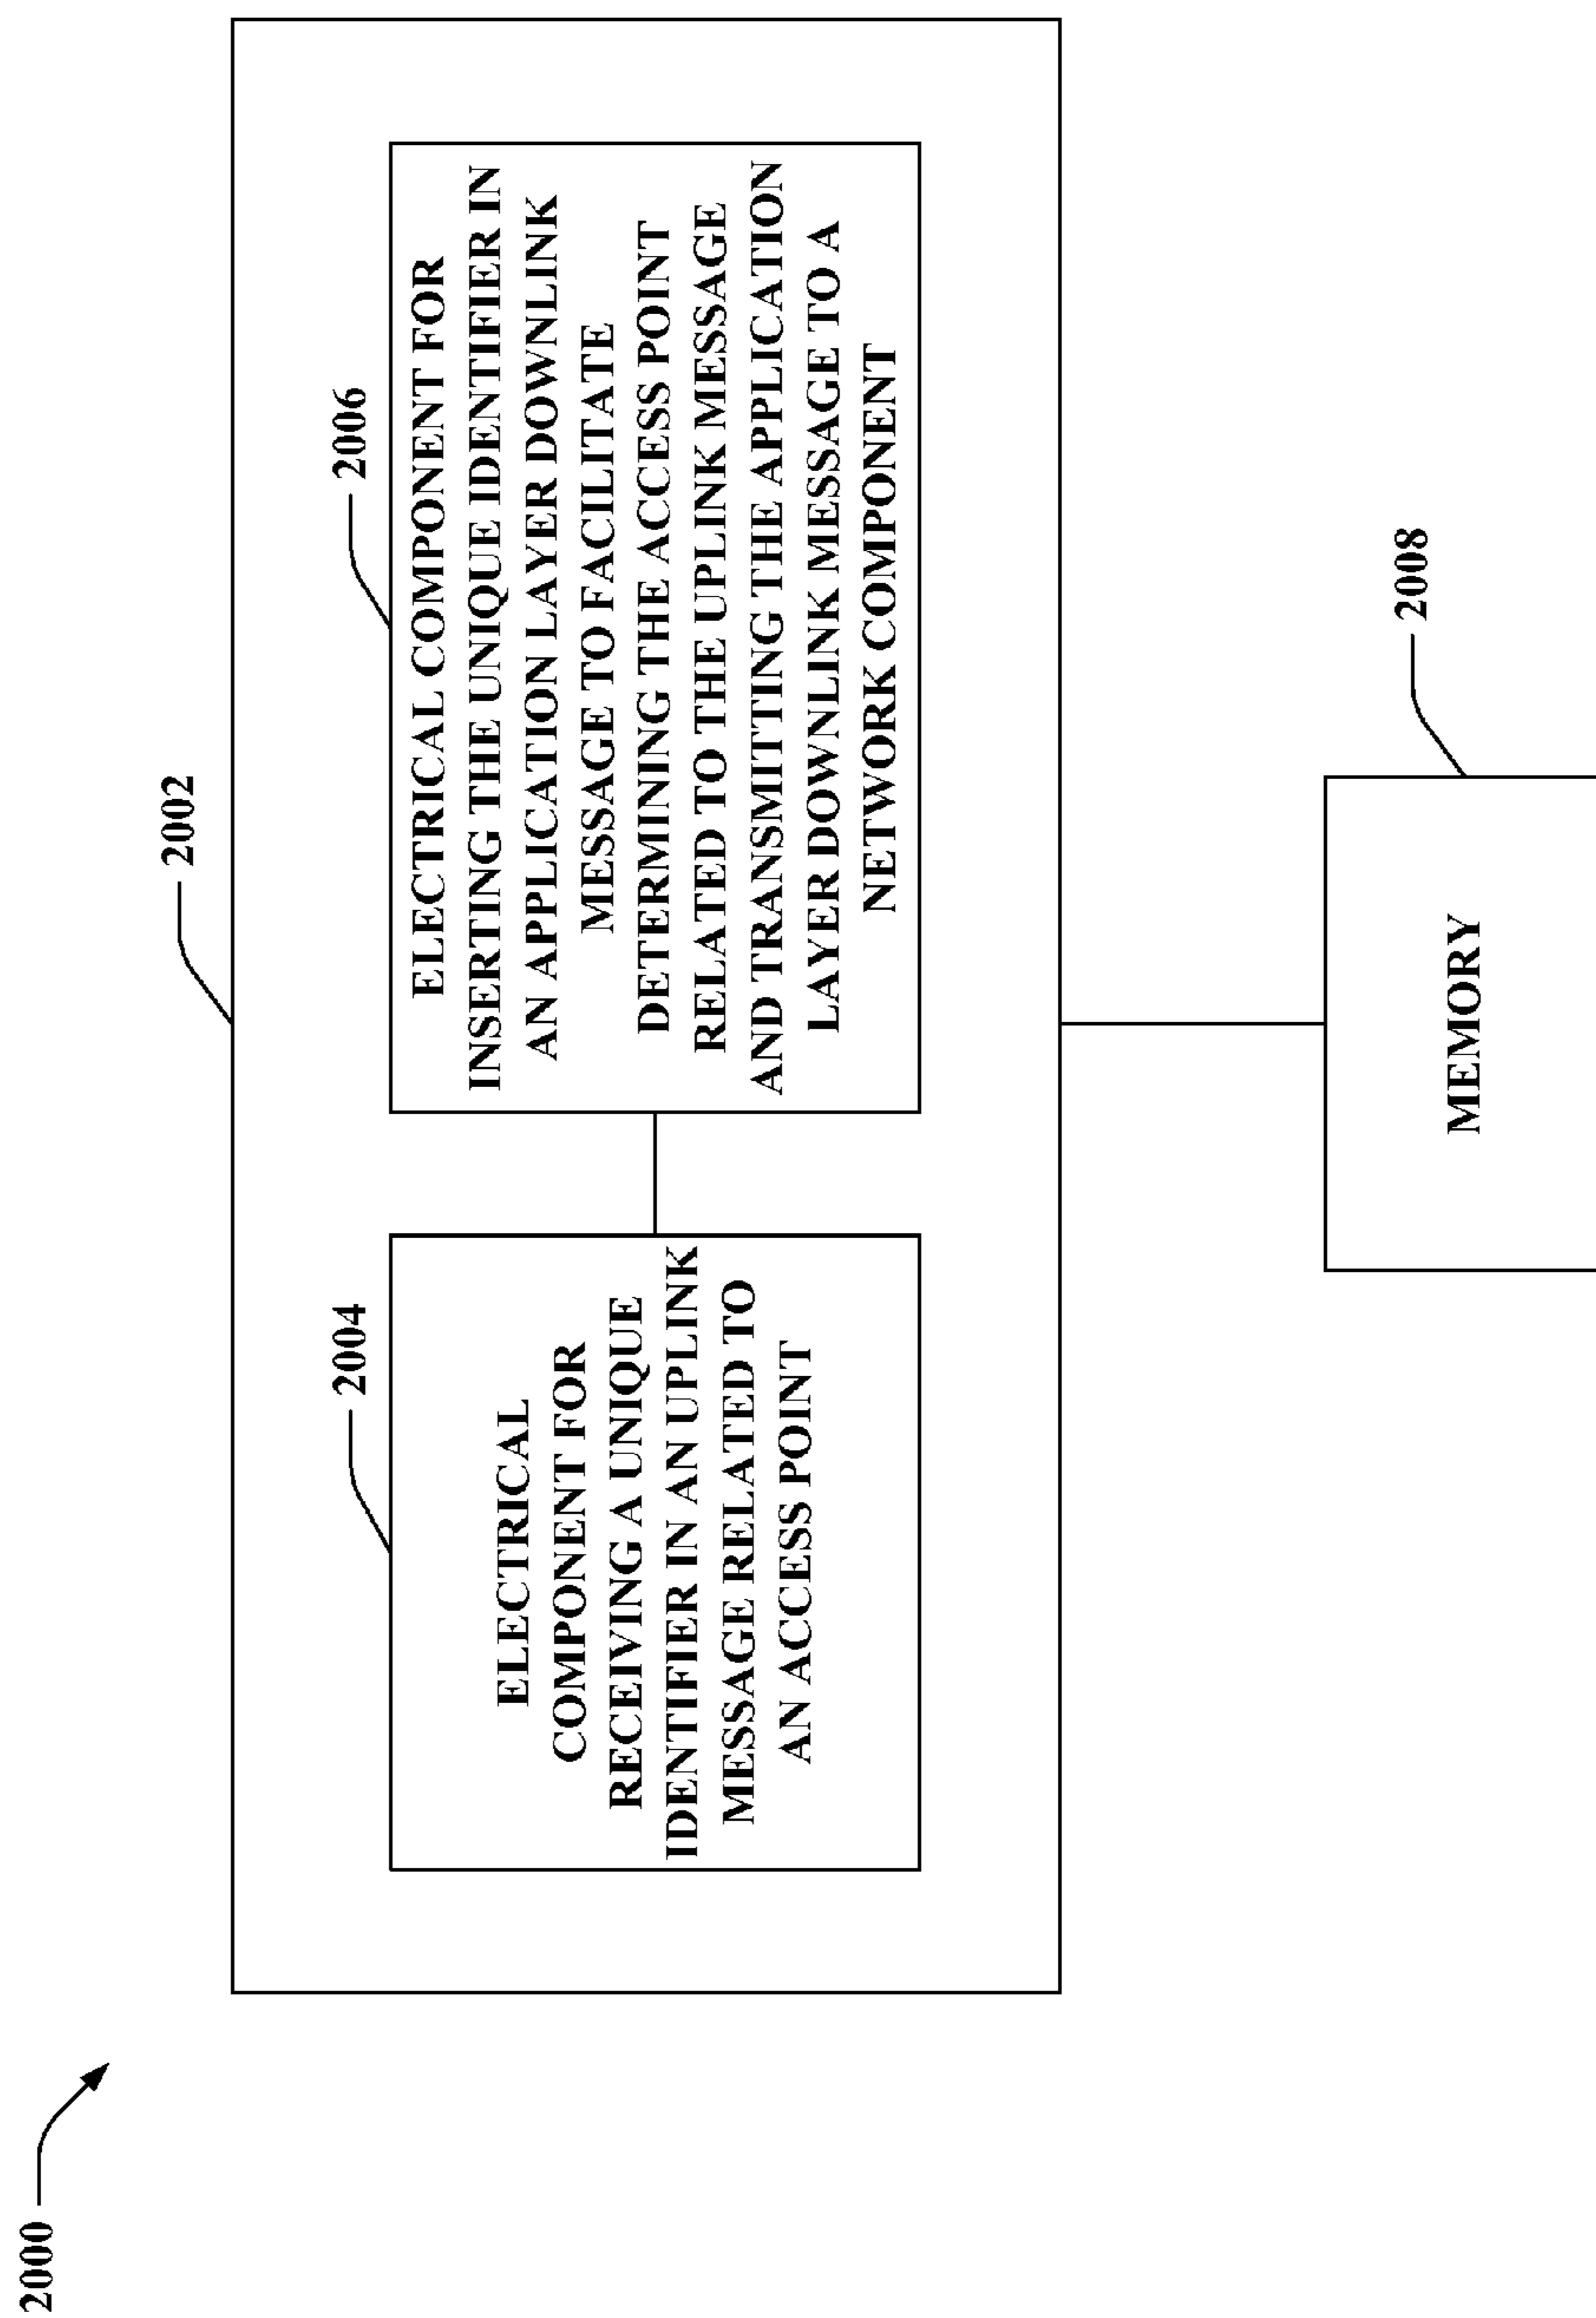 2000
2002
2004
ELECTRICAL
COMPONENT FOR
RECEIVING A UNIQUE
IDENTIFIER IN AN UPLINK
MESSAGE RELATED TO
AN ACCESS POINT
2006
ELECTRICAL COMPONENT FOR
INSERTING THE UNIQUE IDENTIFIER IN
AN APPLICATION LAYER DOWNLINK
MESSAGE TO FACILITATE
DETERMINING THE ACCESS POINT
RELATED TO THE UPLINK MESSAGE
AND TRANSMITTING THE APPLICATION
LAYER DOWNLINK MESSAGE TO A
NETWORK COMPONENT
2008
MEMORY